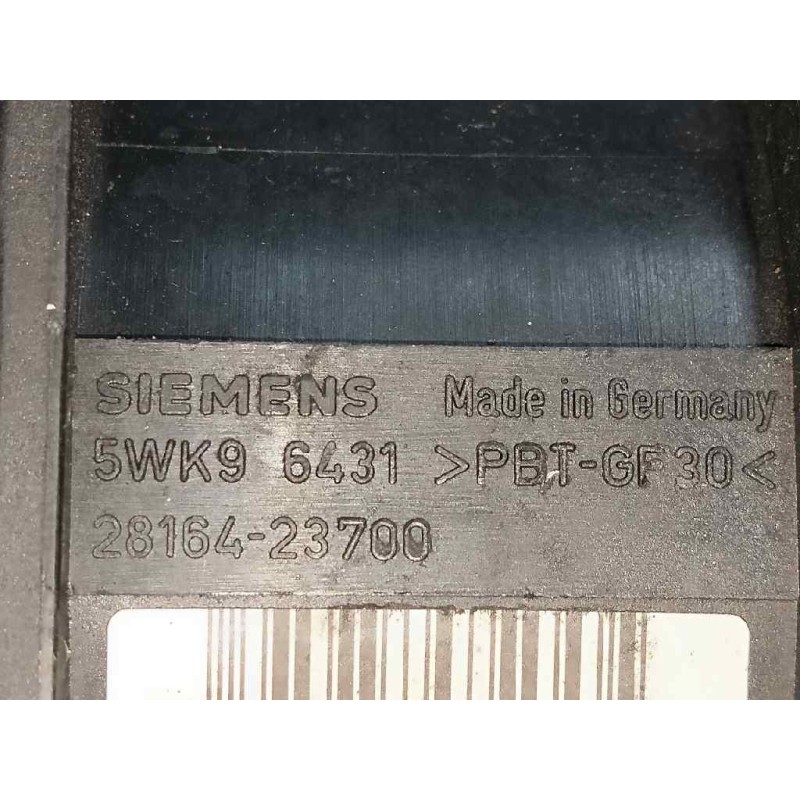 SIEMENS Made in Germany
5WK9 6431 >PBT-GF30<
28164-23700